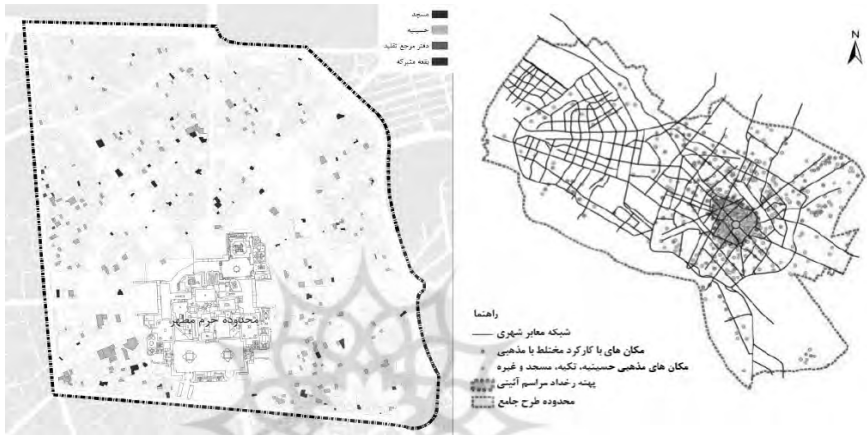 مسجد
حسینیه
دفتر مرجع تقلید
بقعه متبرکه
محدوده حرم مطهر
N
راهنما
شبکه معابر شهری
مکان های با کارکرد مختلط با مذهبی
مکان های مذهبی حسینیه، تکیه، مسجد و غیره
پهنه رخداد مراسم آئینی
محدوده طرح جامع